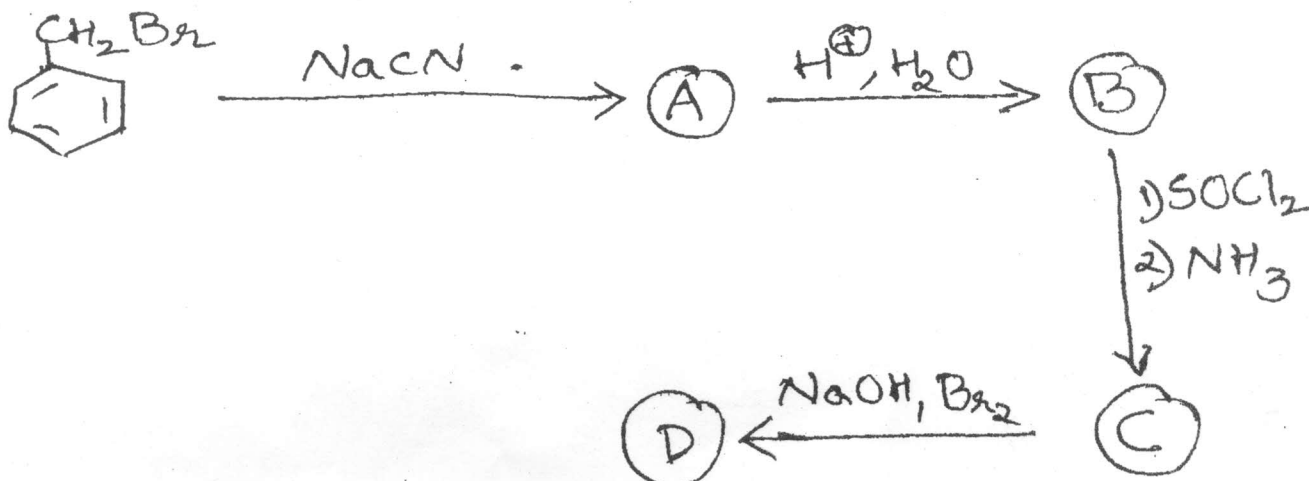 CH₂Br
NaCN .
A
H⊕, H₂O
B
1) SOCl₂
2) NH₃
NaOH, Br₂
D
C